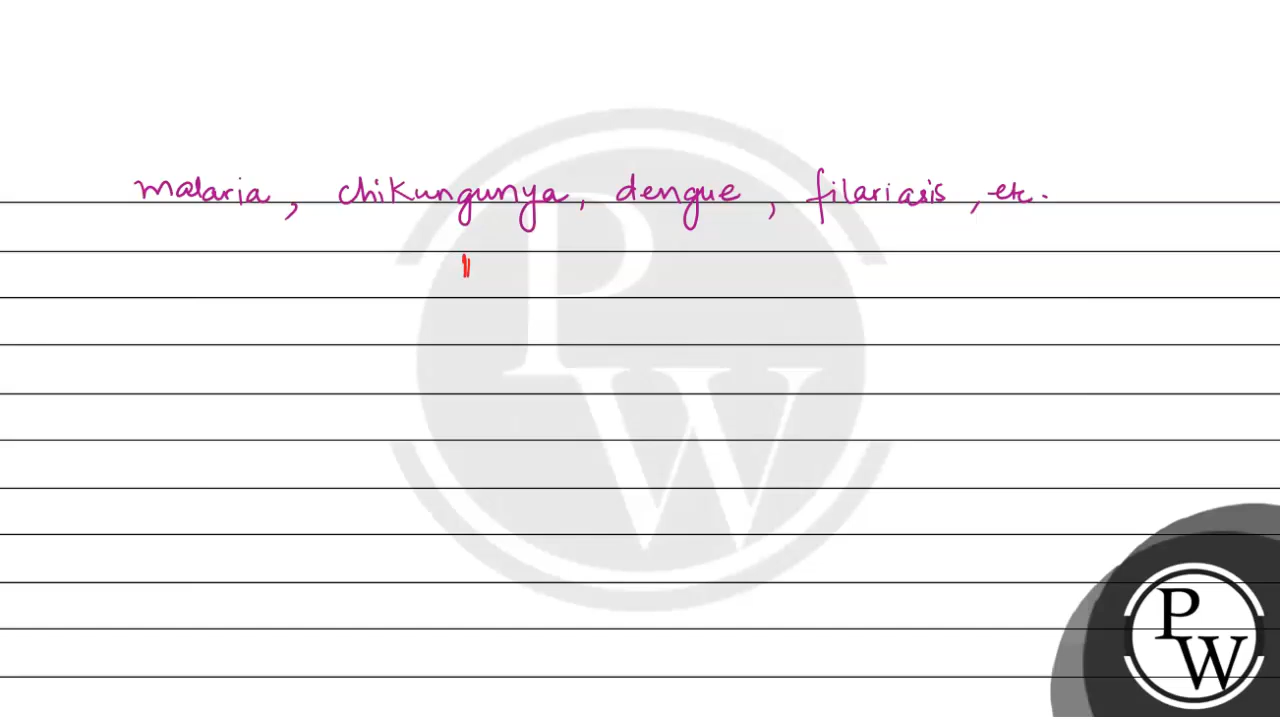 malaria, chikungunya, dengue, filariasis, etc.
P
W
P
W